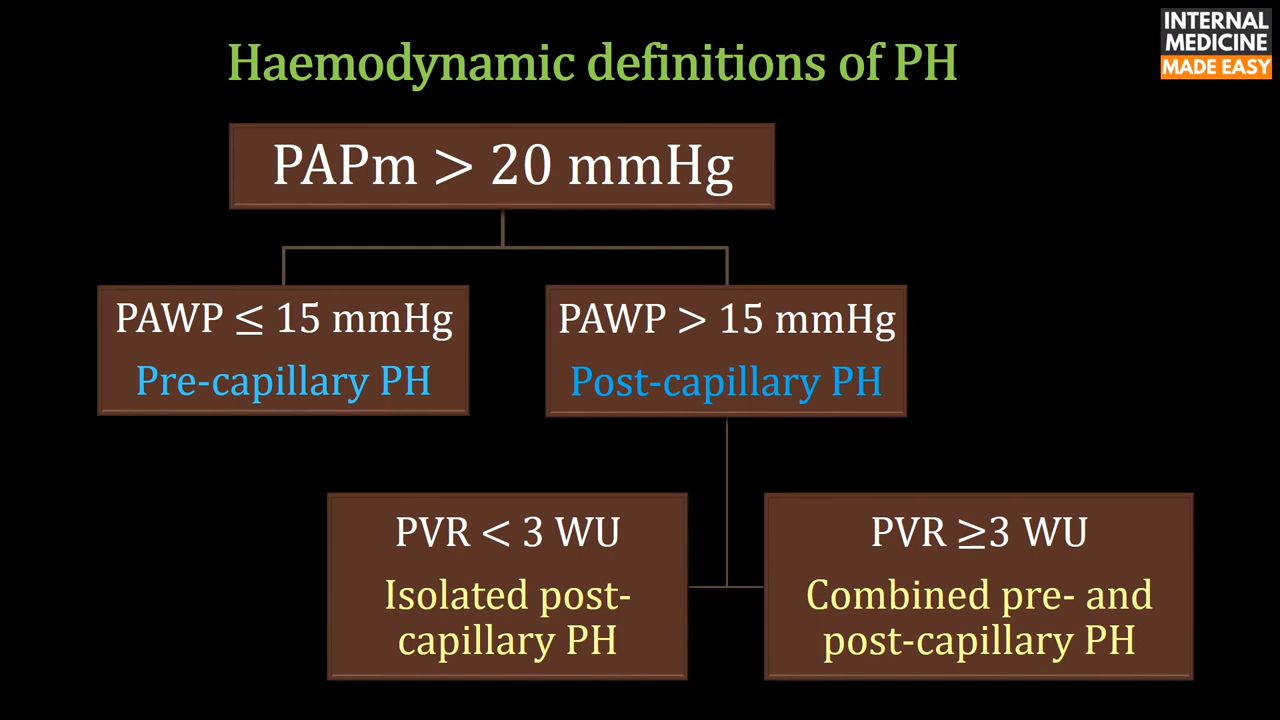 Haemodynamic definitions of PH
INTERNAL
MEDICINE
MADE EASY
PAPm > 20 mmHg
PAWP ≤ 15 mmHg
Pre-capillary PH
PAWP > 15 mmHg
Post-capillary PH
PVR < 3 WU
Isolated post-
capillary PH
PVR ≥3 WU
Combined pre- and
post-capillary PH